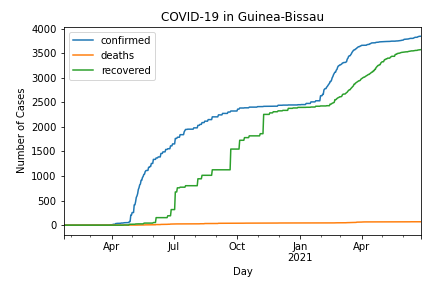 COVID-19 in Guinea-Bissau
confirmed
deaths
recovered
Number of Cases
4000
3500
3000
2500
2000
1500
1000
500
0
Apr
Jul
Oct
Jan
2021
Apr
Day